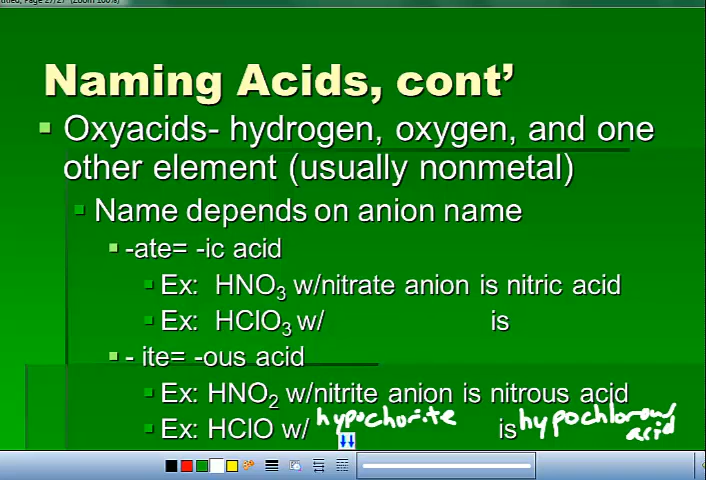 Naming Acids, cont'
Oxyacids- hydrogen, oxygen, and one
other element (usually nonmetal)
Name depends on anion name
-ate= -ic acid
Ex: HNO3 w/nitrate anion is nitric acid
Ex: HClO3 w/ is
- ite= -ous acid
Ex: HNO2 w/nitrite anion is nitrous acid
Ex: HClO w/ hypochorite is hypochlorous
acid